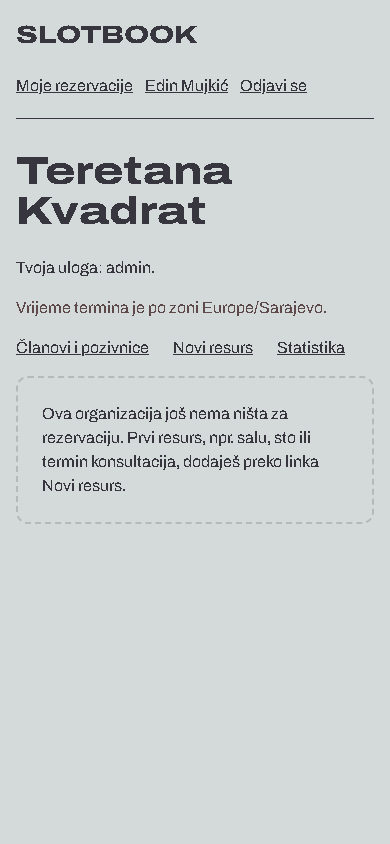 SLOTBOOK
Moje rezervacije Edin Mujkić Odjavi se
Teretana
Kvadrat
Tvoja uloga: admin.
Vrijeme termina je po zoni Europe/Sarajevo.
Članovi i pozivnice Novi resurs Statistika
Ova organizacija još nema ništa za
rezervaciju. Prvi resurs, npr. salu, sto ili
termin konsultacija, dodaješ preko linka
Novi resurs.